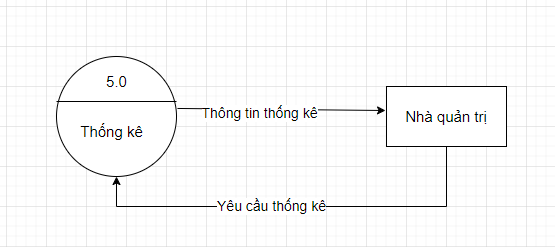 5.0
Thống kê
Thông tin thống kê
Nhà quản trị
Yêu cầu thống kê